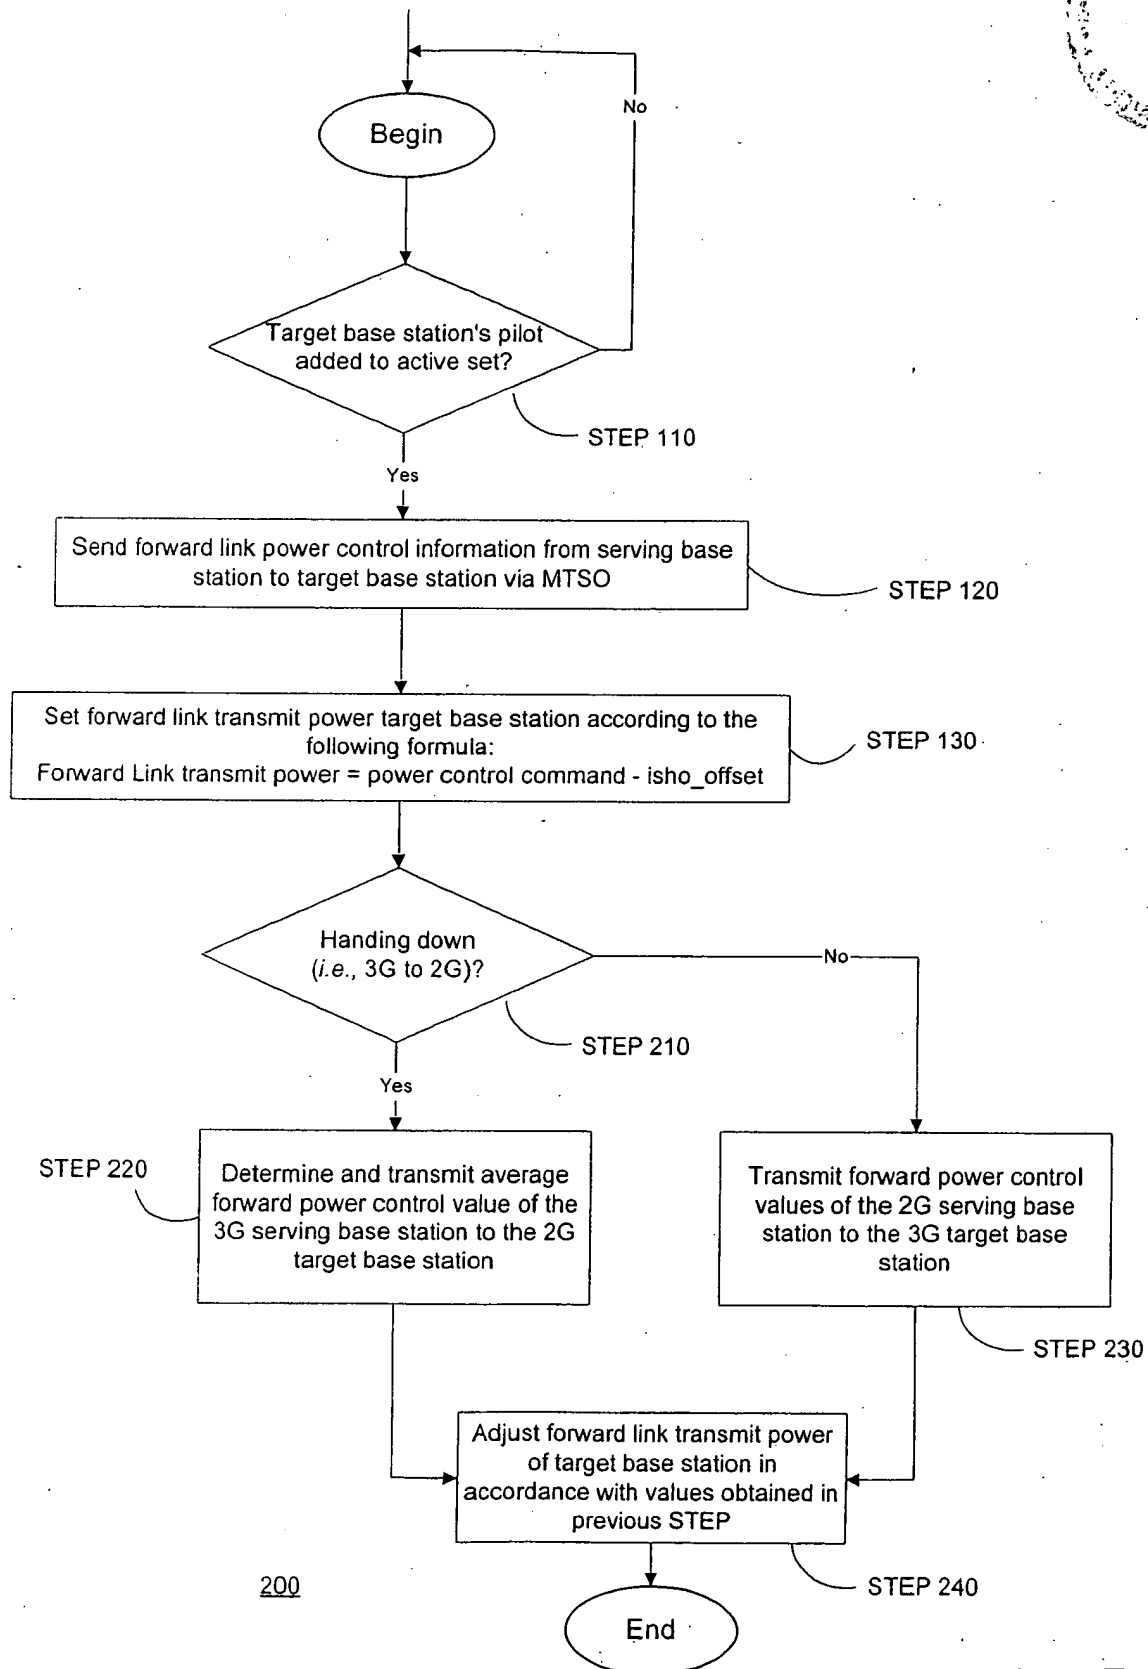 No
Begin
Target base station's pilot
added to active set?
STEP 110
Yes
Send forward link power control information from serving base
station to target base station via MTSO
STEP 120
Set forward link transmit power target base station according to the
following formula:
Forward Link transmit power = power control command - isho_offset
STEP 130
Handing down
(i.e., 3G to 2G)?
No
STEP 210
Yes
STEP 220
Determine and transmit average
forward power control value of the
3G serving base station to the 2G
target base station
Transmit forward power control
values of the 2G serving base
station to the 3G target base
station
STEP 230
Adjust forward link transmit power
of target base station in
accordance with values obtained in
previous STEP
STEP 240
200
End